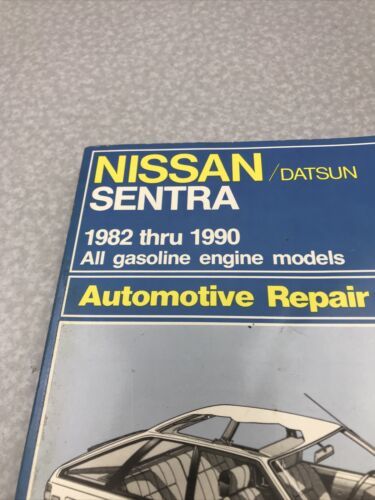 NISSAN /DATSUN
SENTRA
1982 thru 1990
All gasoline engine models
Automotive Repair